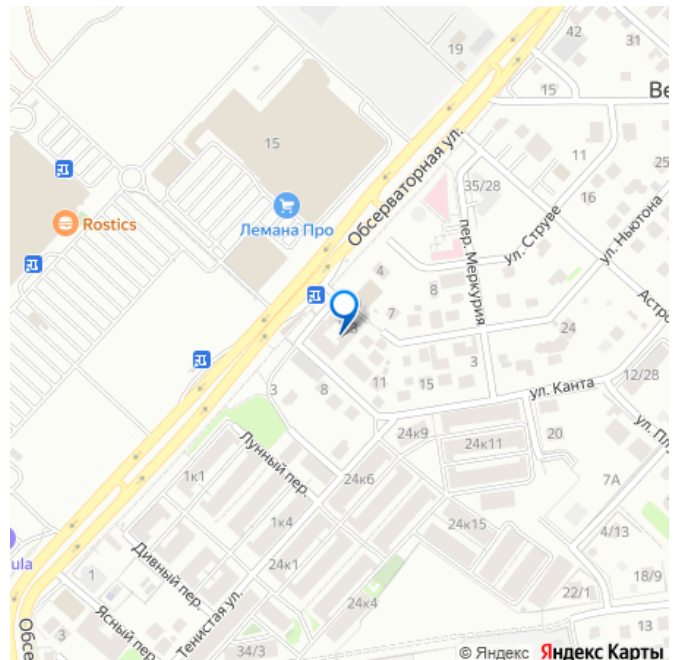 42
31
19
15
Ве
15
11
25
Обсерваторная ул.
35/28
16
Rostics
Лемана Про
ул. Струве
пер. Меркурия
ул. Ньютона
4
8
7
Астро
24
3
11
15
3
8
12/28
ул. Канта
24к9
24к11
20
ул. Плу
Лунный пер.
1к1
24к6
7А
1к4
24к15
4/13
ula
Дивный пер.
24к1
1
18/9
22/1
24к4
Ясный пер.
Тенистая ул.
3
34/3
13
Обсе
© Яндекс Яндекс Карты